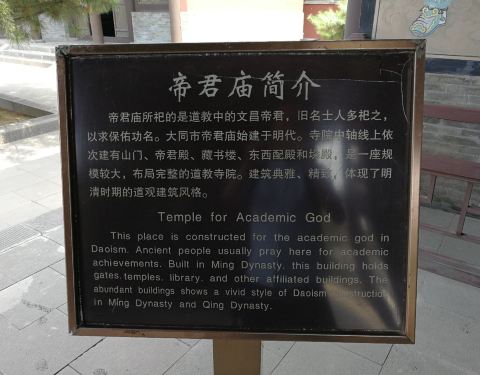 帝君庙简介
帝君庙所祀的是道教中的文昌帝君，旧名士人多祀之，
以求保佑功名。大同市帝君庙始建于明代。寺院中轴线上依
次建有山门、帝君殿、藏书楼、东西配殿和垛殿，是一座规
模较大，布局完整的道教寺院。建筑典雅、精致，体现了明
清时期的道观建筑风格。
Temple for Academic God
This place is constructed for the academic god in
Daoism. Ancient people usually pray here for academic
achievements. Built in Ming Dynasty, this building holds
gates, temples, library, and other affiliated buildings. The
abundant buildings shows a vivid style of Daoism construction
in Ming Dynasty and Qing Dynasty.